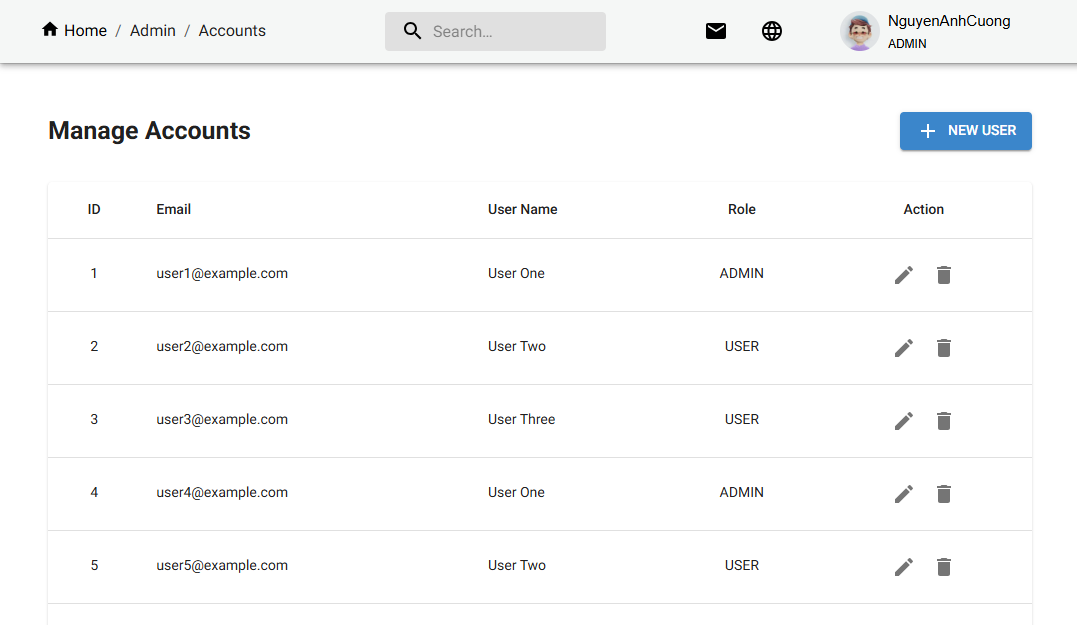 Home / Admin / Accounts
Search...
NguyenAnhCuong
ADMIN
Manage Accounts
NEW USER
ID Email User Name Role Action
1 user1@example.com User One ADMIN
2 user2@example.com User Two USER
3 user3@example.com User Three USER
4 user4@example.com User One ADMIN
5 user5@example.com User Two USER